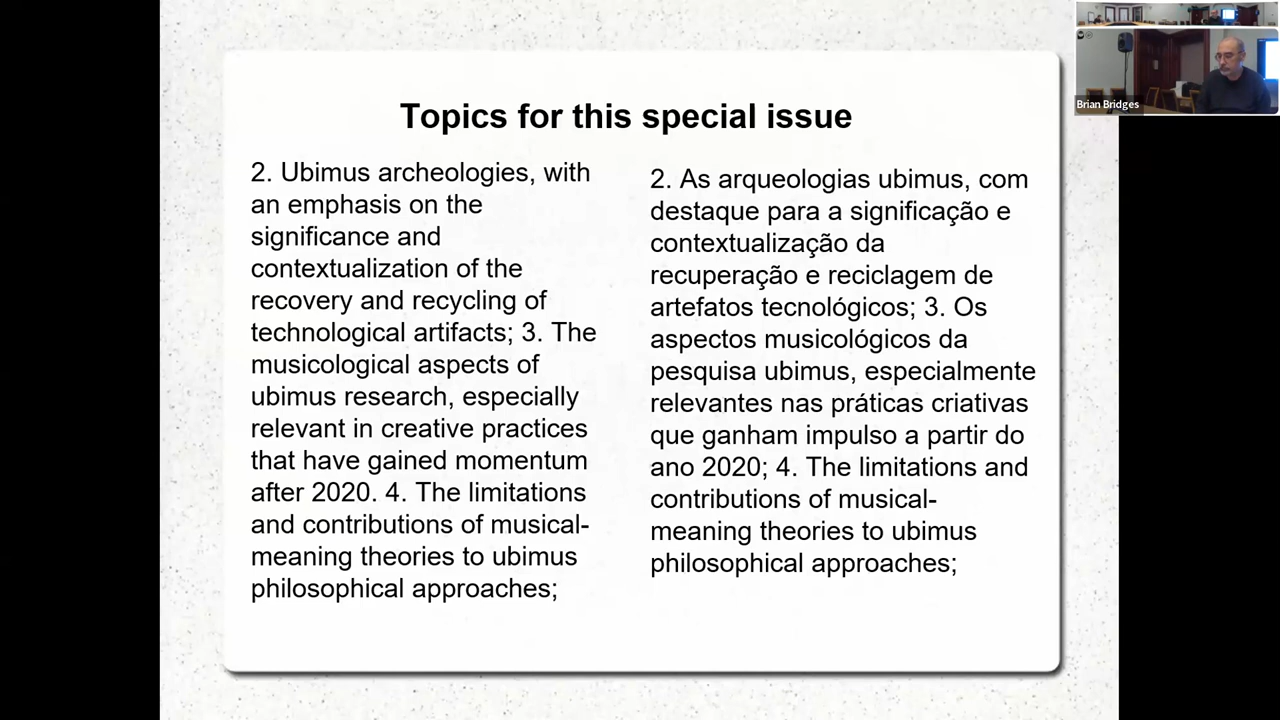 Topics for this special issue
2. Ubimus archeologies, with
an emphasis on the
significance and
contextualization of the
recovery and recycling of
technological artifacts; 3. The
musicological aspects of
ubimus research, especially
relevant in creative practices
that have gained momentum
after 2020. 4. The limitations
and contributions of musical-
meaning theories to ubimus
philosophical approaches;
2. As arqueologias ubimus, com
destaque para a significação e
contextualização da
recuperação e reciclagem de
artefatos tecnológicos; 3. Os
aspectos musicológicos da
pesquisa ubimus, especialmente
relevantes nas práticas criativas
que ganham impulso a partir do
ano 2020; 4. The limitations and
contributions of musical-
meaning theories to ubimus
philosophical approaches;
Brian Bridges